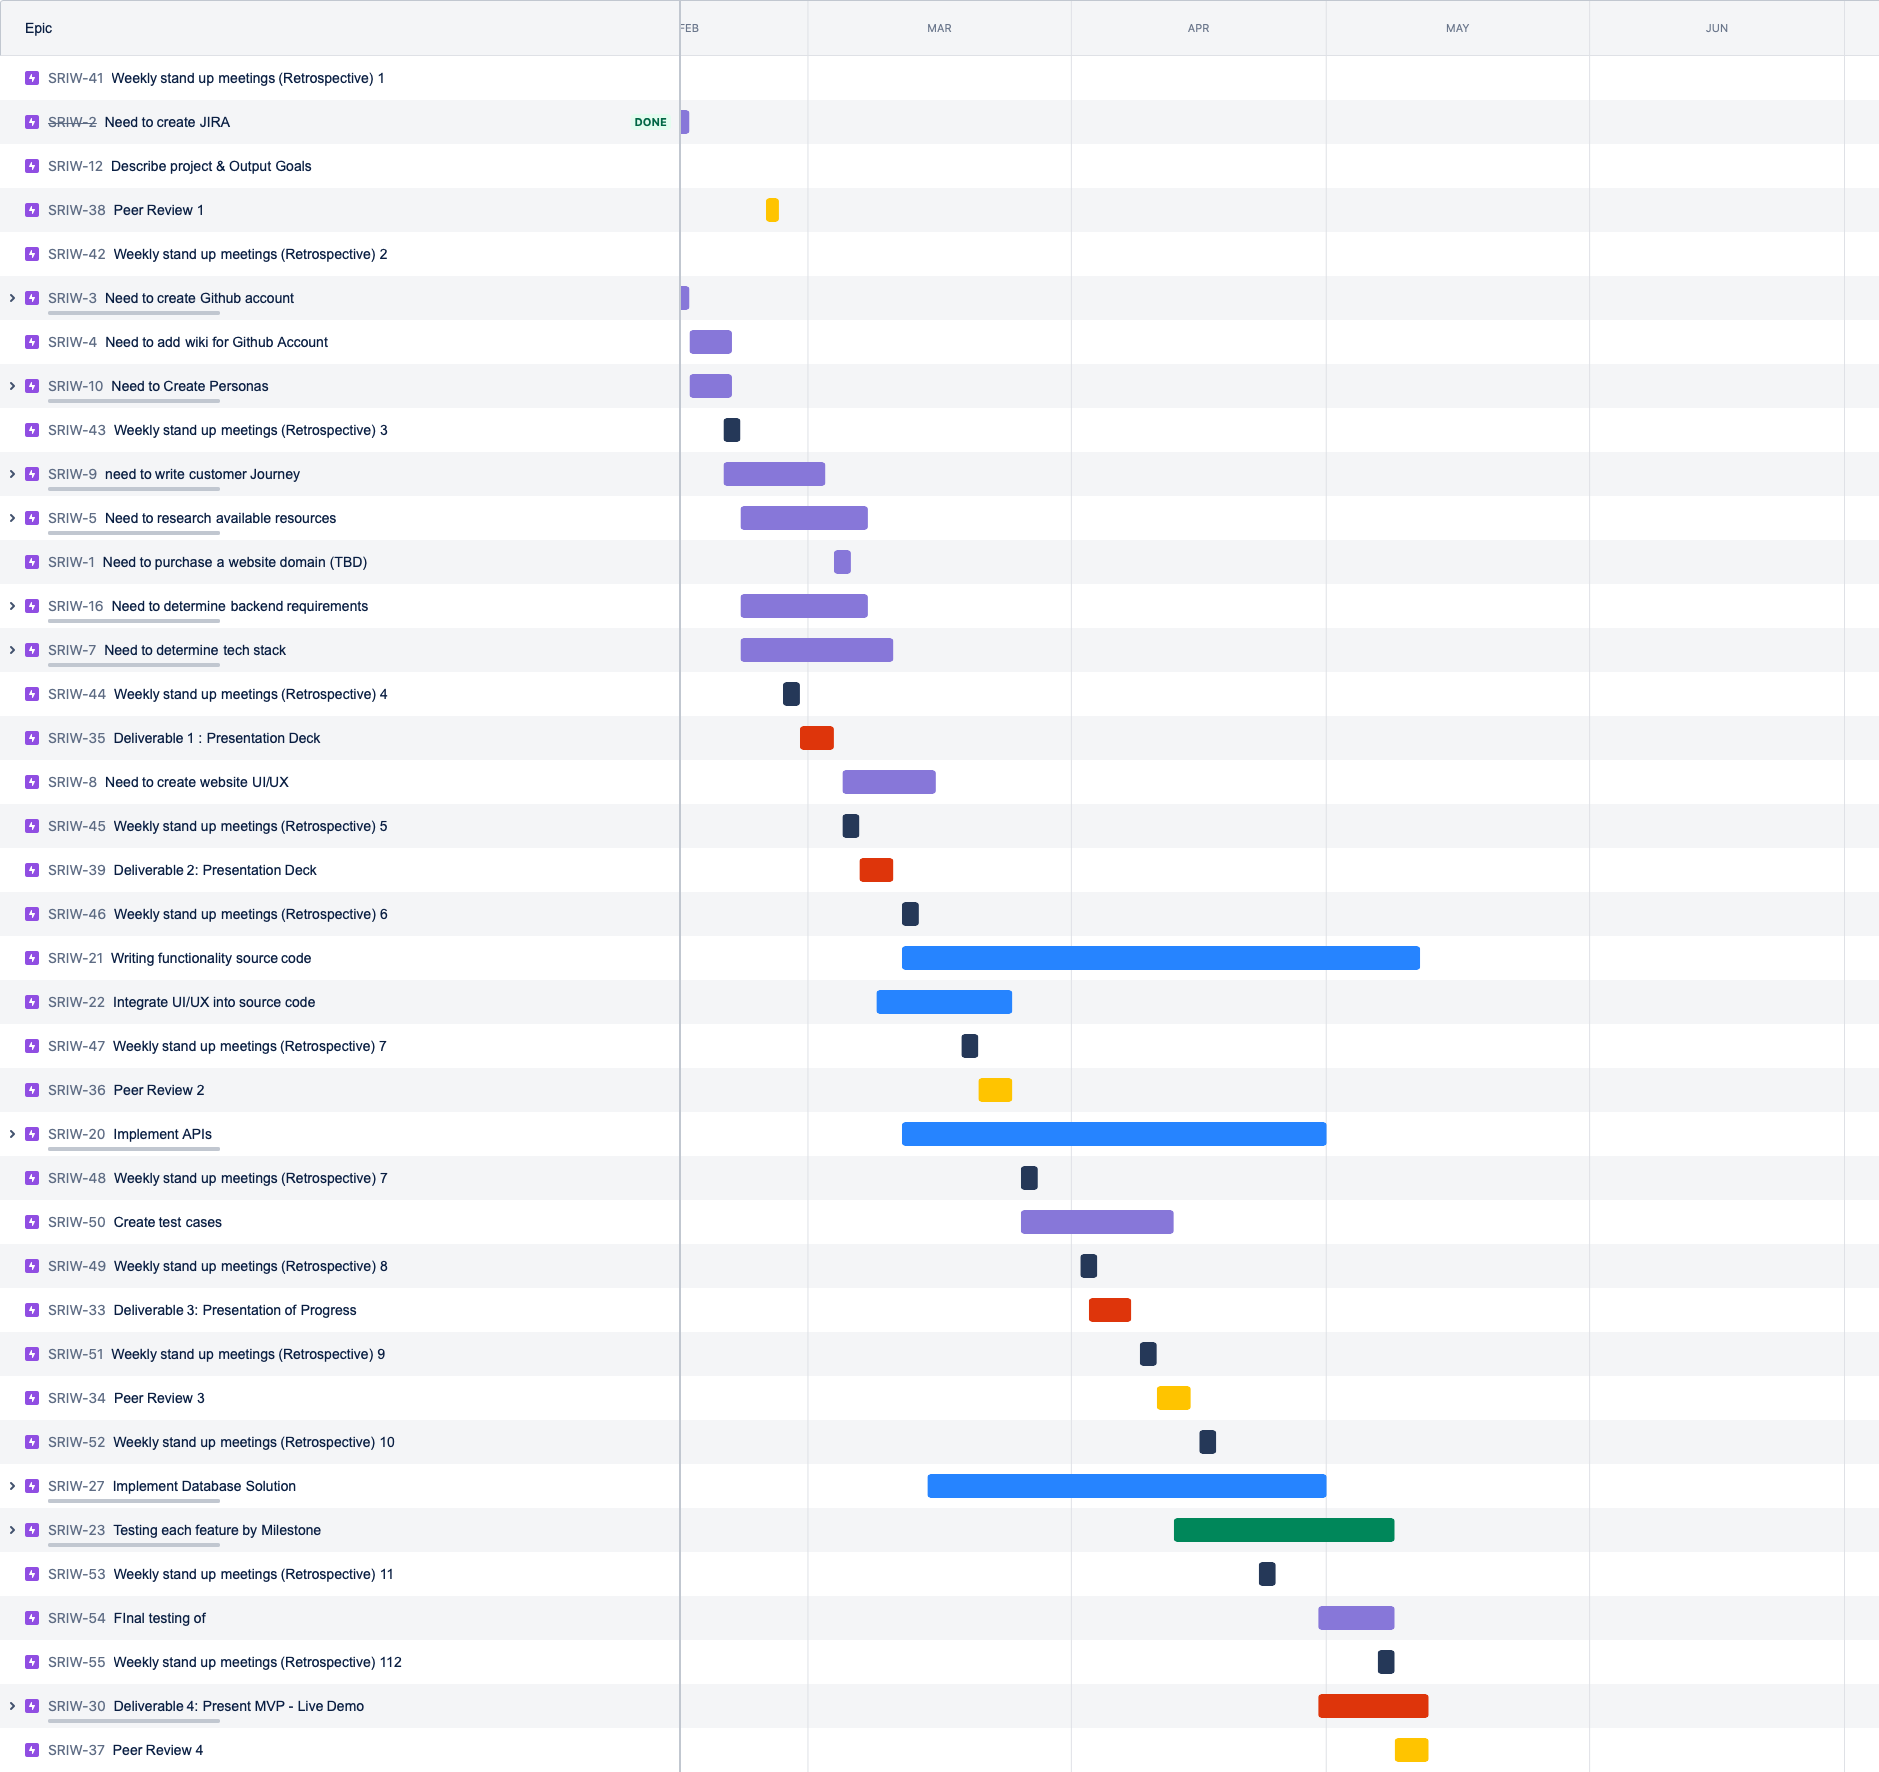 Epic FEB MAR APR MAY JUN
SRIW-41 Weekly stand up meetings (Retrospective) 1
SRIW-2 Need to create JIRA DONE
SRIW-12 Describe project & Output Goals
SRIW-38 Peer Review 1
SRIW-42 Weekly stand up meetings (Retrospective) 2
SRIW-3 Need to create Github account
SRIW-4 Need to add wiki for Github Account
SRIW-10 Need to Create Personas
SRIW-43 Weekly stand up meetings (Retrospective) 3
SRIW-9 need to write customer Journey
SRIW-5 Need to research available resources
SRIW-1 Need to purchase a website domain (TBD)
SRIW-16 Need to determine backend requirements
SRIW-7 Need to determine tech stack
SRIW-44 Weekly stand up meetings (Retrospective) 4
SRIW-35 Deliverable 1 : Presentation Deck
SRIW-8 Need to create website UI/UX
SRIW-45 Weekly stand up meetings (Retrospective) 5
SRIW-39 Deliverable 2: Presentation Deck
SRIW-46 Weekly stand up meetings (Retrospective) 6
SRIW-21 Writing functionality source code
SRIW-22 Integrate UI/UX into source code
SRIW-47 Weekly stand up meetings (Retrospective) 7
SRIW-36 Peer Review 2
SRIW-20 Implement APIs
SRIW-48 Weekly stand up meetings (Retrospective) 7
SRIW-50 Create test cases
SRIW-49 Weekly stand up meetings (Retrospective) 8
SRIW-33 Deliverable 3: Presentation of Progress
SRIW-51 Weekly stand up meetings (Retrospective) 9
SRIW-34 Peer Review 3
SRIW-52 Weekly stand up meetings (Retrospective) 10
SRIW-27 Implement Database Solution
SRIW-23 Testing each feature by Milestone
SRIW-53 Weekly stand up meetings (Retrospective) 11
SRIW-54 FInal testing of
SRIW-55 Weekly stand up meetings (Retrospective) 112
SRIW-30 Deliverable 4: Present MVP - Live Demo
SRIW-37 Peer Review 4